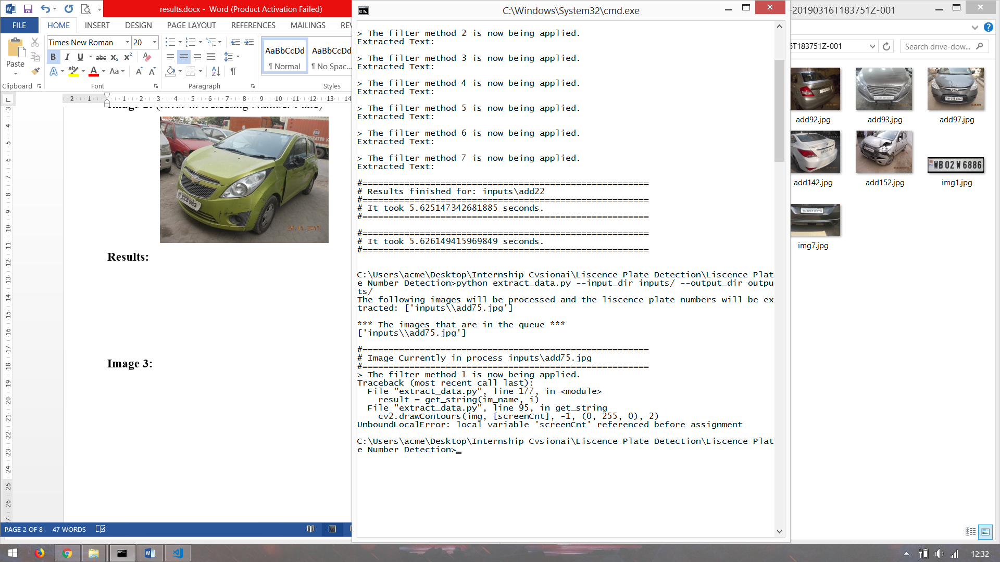 results.docx - Word (Product Activation Failed)
FILE HOME INSERT DESIGN PAGE LAYOUT REFERENCES MAILINGS REV
Times New Roman 20
Paste
AaBbCcDd AaBbCcDd
¶ Normal ¶ No Spac...
Clipboard Font Paragraph Styles
Image 2: (Error in Detecting Number Plate)
Results:
Image 3:
PAGE 2 OF 8 47 WORDS
C:\Windows\System32\cmd.exe
> The filter method 2 is now being applied.
Extracted Text:
> The filter method 3 is now being applied.
Extracted Text:
> The filter method 4 is now being applied.
Extracted Text:
> The filter method 5 is now being applied.
Extracted Text:
> The filter method 6 is now being applied.
Extracted Text:
> The filter method 7 is now being applied.
Extracted Text:
#=======================================================
# Results finished for: inputs\add22
#=======================================================
# It took 5.625147342681885 seconds.
#=======================================================
#=======================================================
# It took 5.626149415969849 seconds.
#=======================================================
C:\Users\acme\Desktop\Internship Cvsionai\Liscence Plate Detection\Liscence Plat
e Number Detection>python extract_data.py --input_dir inputs/ --output_dir outpu
ts/
The following images will be processed and the liscence plate numbers will be ex
tracted: ['inputs\\add75.jpg']
*** The images that are in the queue ***
['inputs\\add75.jpg']
#=======================================================
# Image Currently in process inputs\add75.jpg
#=======================================================
> The filter method 1 is now being applied.
Traceback (most recent call last):
File "extract_data.py", line 177, in <module>
result = get_string(im_name, i)
File "extract_data.py", line 95, in get_string
cv2.drawContours(img, [screenCnt], -1, (0, 255, 0), 2)
UnboundLocalError: local variable 'screenCnt' referenced before assignment
C:\Users\acme\Desktop\Internship Cvsionai\Liscence Plate Detection\Liscence Plat
e Number Detection>
-20190316T183751Z-001
6T183751Z-001
Search drive-dow...
add92.jpg add93.jpg add97.jpg
WB 02 W 6886
add142.jpg add152.jpg img1.jpg
img7.jpg
12:32